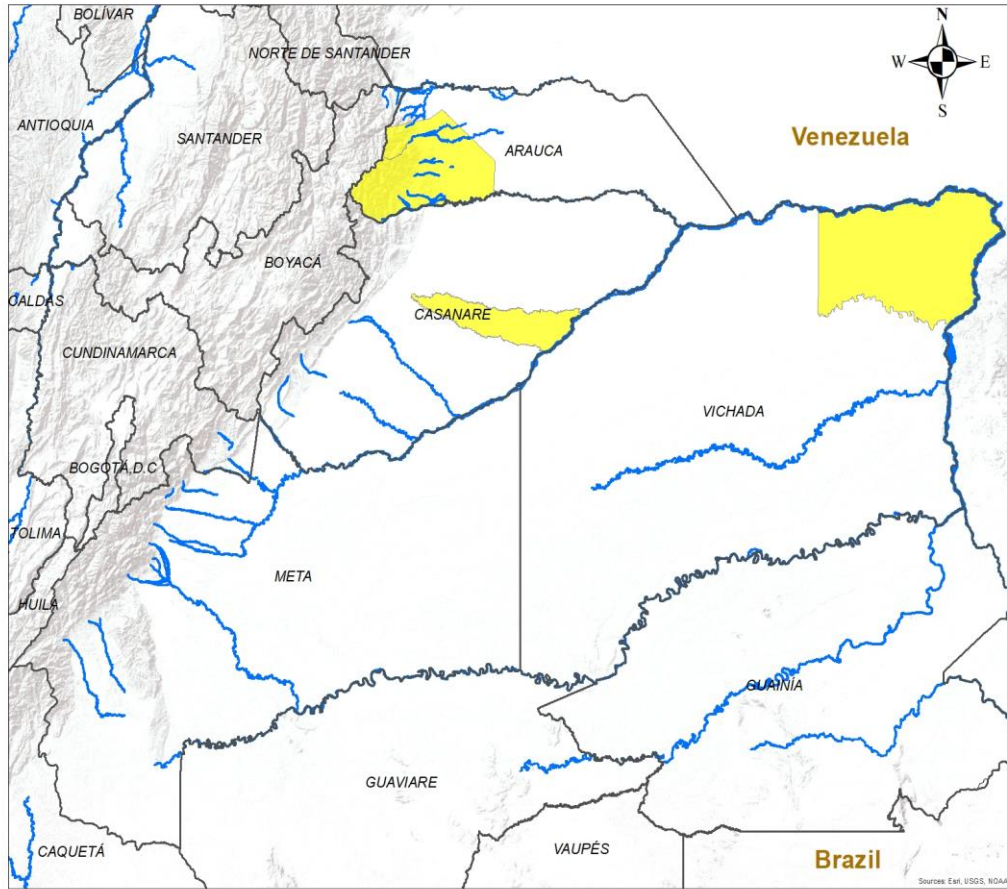 BOLÍVAR
N
NORTE DE SANTANDER
W
E
S
ANTIOQUIA
SANTANDER
ARAUCA
Venezuela
BOYACÁ
CALDAS
CASANARE
CUNDINAMARCA
VICHADA
BOGOTÁ, D.C
TOLIMA
META
HUILA
GUAINÍA
GUAVIARE
CAQUETÁ
VAUPÉS
Brazil
Sources: Esri, USGS, NOAA